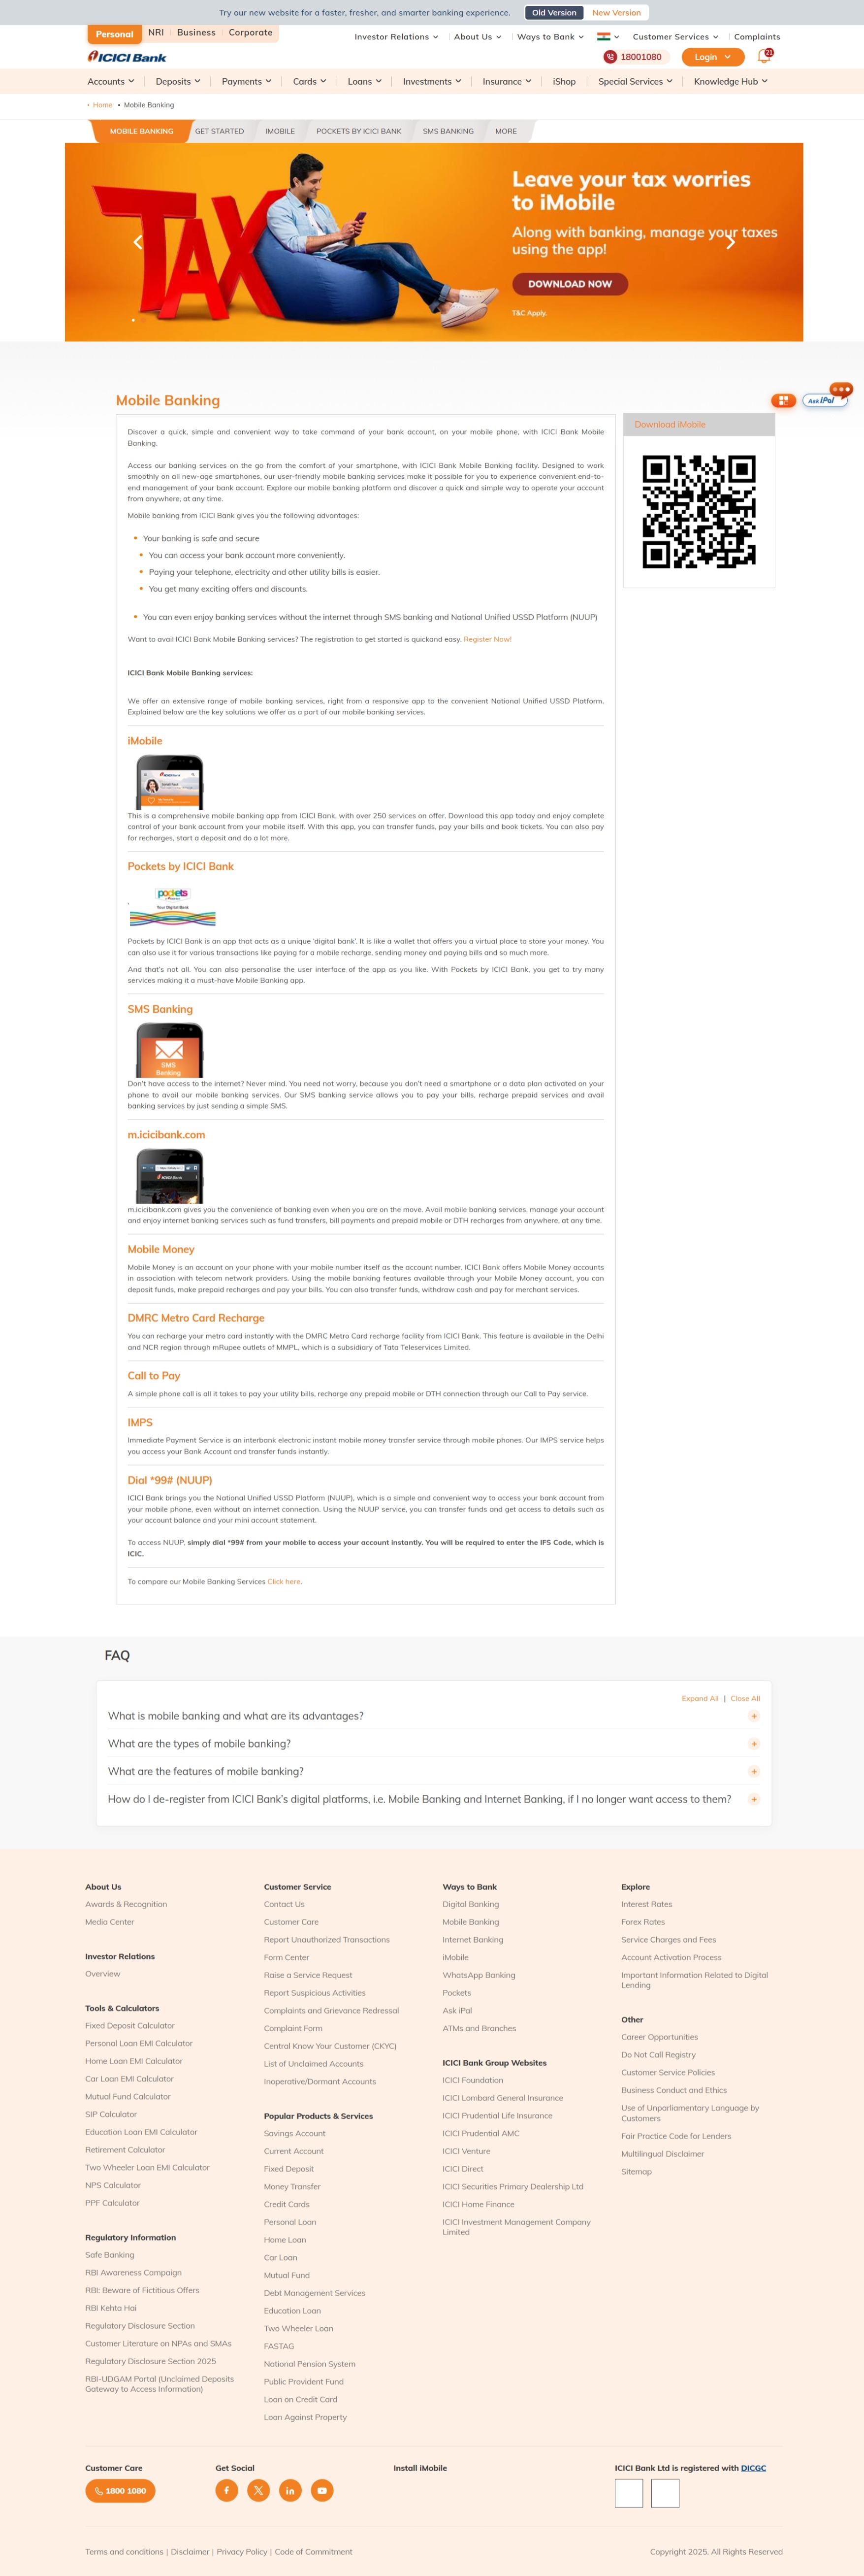 Try our new website for a faster, fresher, and smarter banking experience. Old Version New Version
Personal NRI Business Corporate
Investor Relations About Us Ways to Bank Customer Services Complaints
ICICI Bank
18001080 Login 21
Accounts Deposits Payments Cards Loans Investments Insurance iShop Special Services Knowledge Hub
Home • Mobile Banking
MOBILE BANKING GET STARTED IMOBILE POCKETS BY ICICI BANK SMS BANKING MORE
TAX
Leave your tax worries
to iMobile
Along with banking, manage your taxes
using the app!
DOWNLOAD NOW
T&C Apply.
Mobile Banking
Ask iPal
Download iMobile
Discover a quick, simple and convenient way to take command of your bank account, on your mobile phone, with ICICI Bank Mobile
Banking.
Access our banking services on the go from the comfort of your smartphone, with ICICI Bank Mobile Banking facility. Designed to work
smoothly on all new-age smartphones, our user-friendly mobile banking services make it possible for you to experience convenient end-to-
end management of your bank account. Explore our mobile banking platform and discover a quick and simple way to operate your account
from anywhere, at any time.
Mobile banking from ICICI Bank gives you the following advantages:
• Your banking is safe and secure
• You can access your bank account more conveniently.
• Paying your telephone, electricity and other utility bills is easier.
• You get many exciting offers and discounts.
• You can even enjoy banking services without the internet through SMS banking and National Unified USSD Platform (NUUP)
Want to avail ICICI Bank Mobile Banking services? The registration to get started is quickand easy. Register Now!
ICICI Bank Mobile Banking services:
We offer an extensive range of mobile banking services, right from a responsive app to the convenient National Unified USSD Platform.
Explained below are the key solutions we offer as a part of our mobile banking services.
iMobile
ICICI Bank
This is a comprehensive mobile banking app from ICICI Bank, with over 250 services on offer. Download this app today and enjoy complete
control of your bank account from your mobile itself. With this app, you can transfer funds, pay your bills and book tickets. You can also pay
for recharges, start a deposit and do a lot more.
Pockets by ICICI Bank
pockets
Your Digital Bank
Pockets by ICICI Bank is an app that acts as a unique 'digital bank'. It is like a wallet that offers you a virtual place to store your money. You
can also use it for various transactions like paying for a mobile recharge, sending money and paying bills and so much more.
And that's not all. You can also personalise the user interface of the app as you like. With Pockets by ICICI Bank, you get to try many
services making it a must-have Mobile Banking app.
SMS Banking
SMS
Banking
Don't have access to the internet? Never mind. You need not worry, because you don't need a smartphone or a data plan activated on your
phone to avail our mobile banking services. Our SMS banking service allows you to pay your bills, recharge prepaid services and avail
banking services by just sending a simple SMS.
m.icicibank.com
ICICI Bank
m.icicibank.com gives you the convenience of banking even when you are on the move. Avail mobile banking services, manage your account
and enjoy internet banking services such as fund transfers, bill payments and prepaid mobile or DTH recharges from anywhere, at any time.
Mobile Money
Mobile Money is an account on your phone with your mobile number itself as the account number. ICICI Bank offers Mobile Money accounts
in association with telecom network providers. Using the mobile banking features available through your Mobile Money account, you can
deposit funds, make prepaid recharges and pay your bills. You can also transfer funds, withdraw cash and pay for merchant services.
DMRC Metro Card Recharge
You can recharge your metro card instantly with the DMRC Metro Card recharge facility from ICICI Bank. This feature is available in the Delhi
and NCR region through mRupee outlets of MMPL, which is a subsidiary of Tata Teleservices Limited.
Call to Pay
A simple phone call is all it takes to pay your utility bills, recharge any prepaid mobile or DTH connection through our Call to Pay service.
IMPS
Immediate Payment Service is an interbank electronic instant mobile money transfer service through mobile phones. Our IMPS service helps
you access your Bank Account and transfer funds instantly.
Dial *99# (NUUP)
ICICI Bank brings you the National Unified USSD Platform (NUUP), which is a simple and convenient way to access your bank account from
your mobile phone, even without an internet connection. Using the NUUP service, you can transfer funds and get access to details such as
your account balance and your mini account statement.
To access NUUP, simply dial *99# from your mobile to access your account instantly. You will be required to enter the IFS Code, which is
ICIC.
To compare our Mobile Banking Services Click here.
FAQ
Expand All | Close All
What is mobile banking and what are its advantages?
What are the types of mobile banking?
What are the features of mobile banking?
How do I de-register from ICICI Bank's digital platforms, i.e. Mobile Banking and Internet Banking, if I no longer want access to them?
About Us
Awards & Recognition
Media Center
Investor Relations
Overview
Tools & Calculators
Fixed Deposit Calculator
Personal Loan EMI Calculator
Home Loan EMI Calculator
Car Loan EMI Calculator
Mutual Fund Calculator
SIP Calculator
Education Loan EMI Calculator
Retirement Calculator
Two Wheeler Loan EMI Calculator
NPS Calculator
PPF Calculator
Regulatory Information
Safe Banking
RBI Awareness Campaign
RBI: Beware of Fictitious Offers
RBI Kehta Hai
Regulatory Disclosure Section
Customer Literature on NPAs and SMAs
Regulatory Disclosure Section 2025
RBI-UDGAM Portal (Unclaimed Deposits
Gateway to Access Information)
Customer Service
Contact Us
Customer Care
Report Unauthorized Transactions
Form Center
Raise a Service Request
Report Suspicious Activities
Complaints and Grievance Redressal
Complaint Form
Central Know Your Customer (CKYC)
List of Unclaimed Accounts
Inoperative/Dormant Accounts
Popular Products & Services
Savings Account
Current Account
Fixed Deposit
Money Transfer
Credit Cards
Personal Loan
Home Loan
Car Loan
Mutual Fund
Debt Management Services
Education Loan
Two Wheeler Loan
FASTAG
National Pension System
Public Provident Fund
Loan on Credit Card
Loan Against Property
Ways to Bank
Digital Banking
Mobile Banking
Internet Banking
iMobile
WhatsApp Banking
Pockets
Ask iPal
ATMs and Branches
ICICI Bank Group Websites
ICICI Foundation
ICICI Lombard General Insurance
ICICI Prudential Life Insurance
ICICI Prudential AMC
ICICI Venture
ICICI Direct
ICICI Securities Primary Dealership Ltd
ICICI Home Finance
ICICI Investment Management Company
Limited
Explore
Interest Rates
Forex Rates
Service Charges and Fees
Account Activation Process
Important Information Related to Digital
Lending
Other
Career Opportunities
Do Not Call Registry
Customer Service Policies
Business Conduct and Ethics
Use of Unparliamentary Language by
Customers
Fair Practice Code for Lenders
Multilingual Disclaimer
Sitemap
Customer Care
1800 1080
Get Social
Install iMobile
ICICI Bank Ltd is registered with DICGC
Terms and conditions | Disclaimer | Privacy Policy | Code of Commitment
Copyright 2025. All Rights Reserved